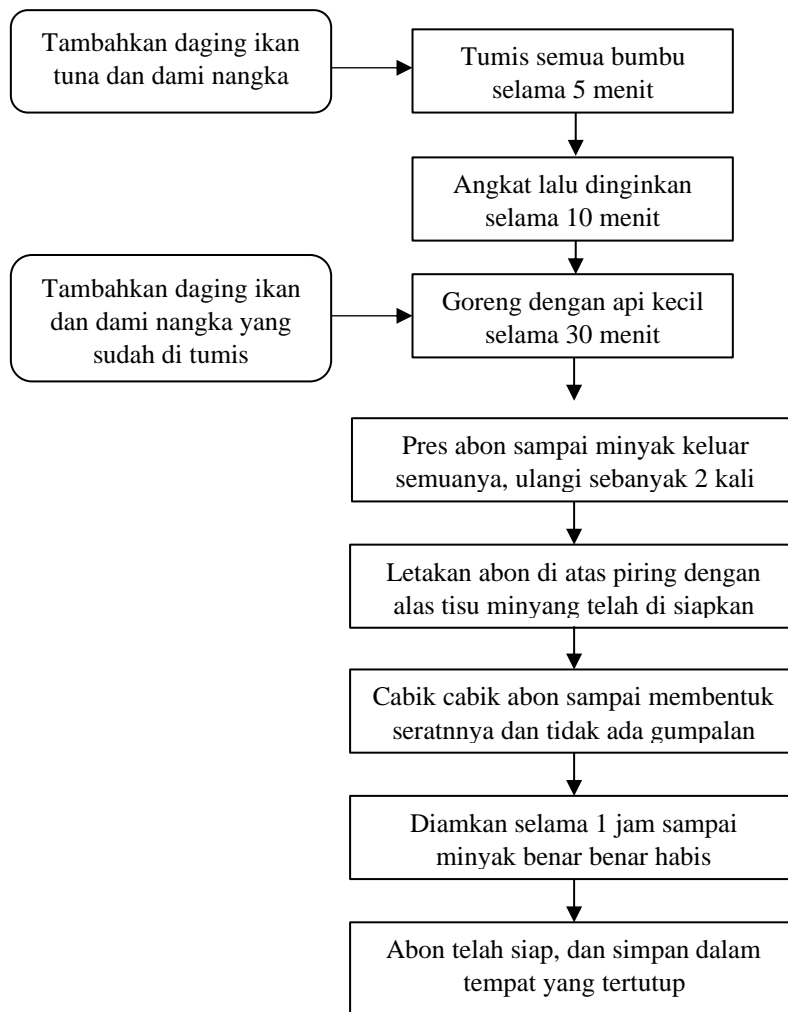 Tambahkan daging ikan
tuna dan dami nangka
Tumis semua bumbu
selama 5 menit
Angkat lalu dinginkan
selama 10 menit
Tambahkan daging ikan
dan dami nangka yang
sudah di tumis
Goreng dengan api kecil
selama 30 menit
Pres abon sampai minyak keluar
semuanya, ulangi sebanyak 2 kali
Letakan abon di atas piring dengan
alas tisu minyang telah di siapkan
Cabik cabik abon sampai membentuk
seratnnya dan tidak ada gumpalan
Diamkan selama 1 jam sampai
minyak benar benar habis
Abon telah siap, dan simpan dalam
tempat yang tertutup